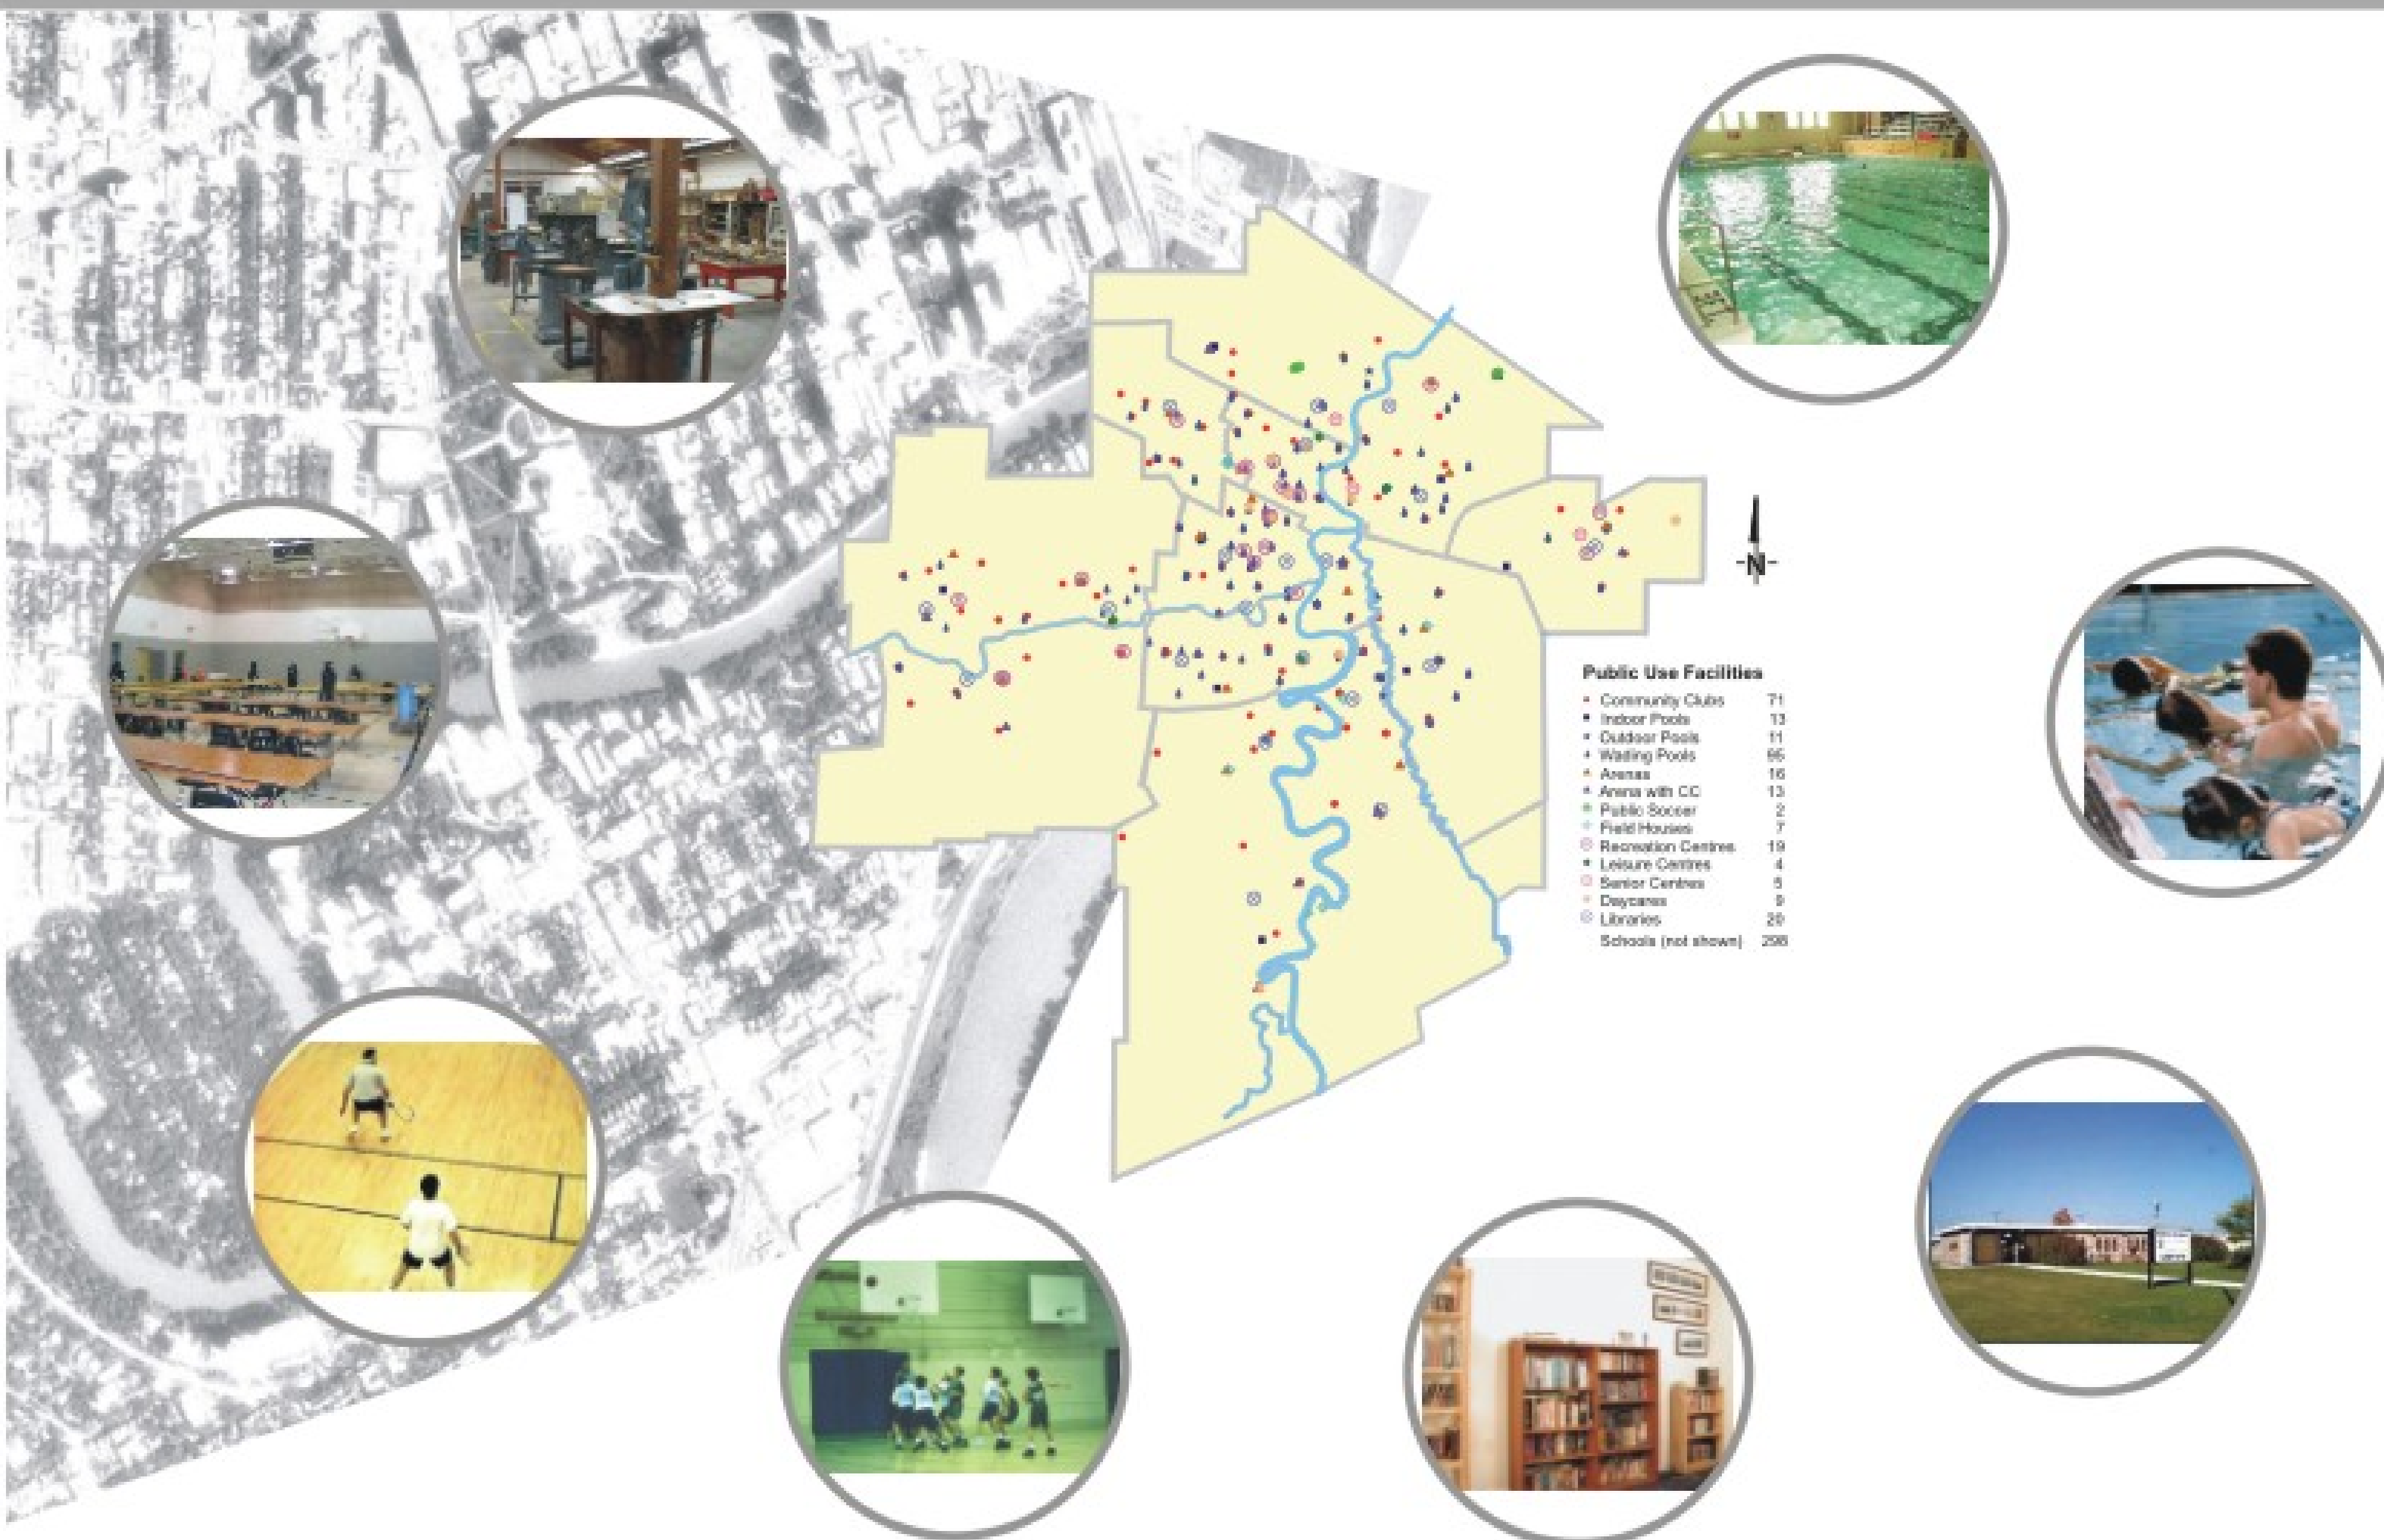 -N-
Public Use Facilities
Community Clubs 71
Indoor Pools 13
Outdoor Pools 11
Wading Pools 95
Arenas 16
Arena with CC 13
Public Soccer 2
Field Houses 7
Recreation Centres 19
Leisure Centres 4
Senior Centres 5
Daycares 9
Libraries 20
Schools (not shown) 298